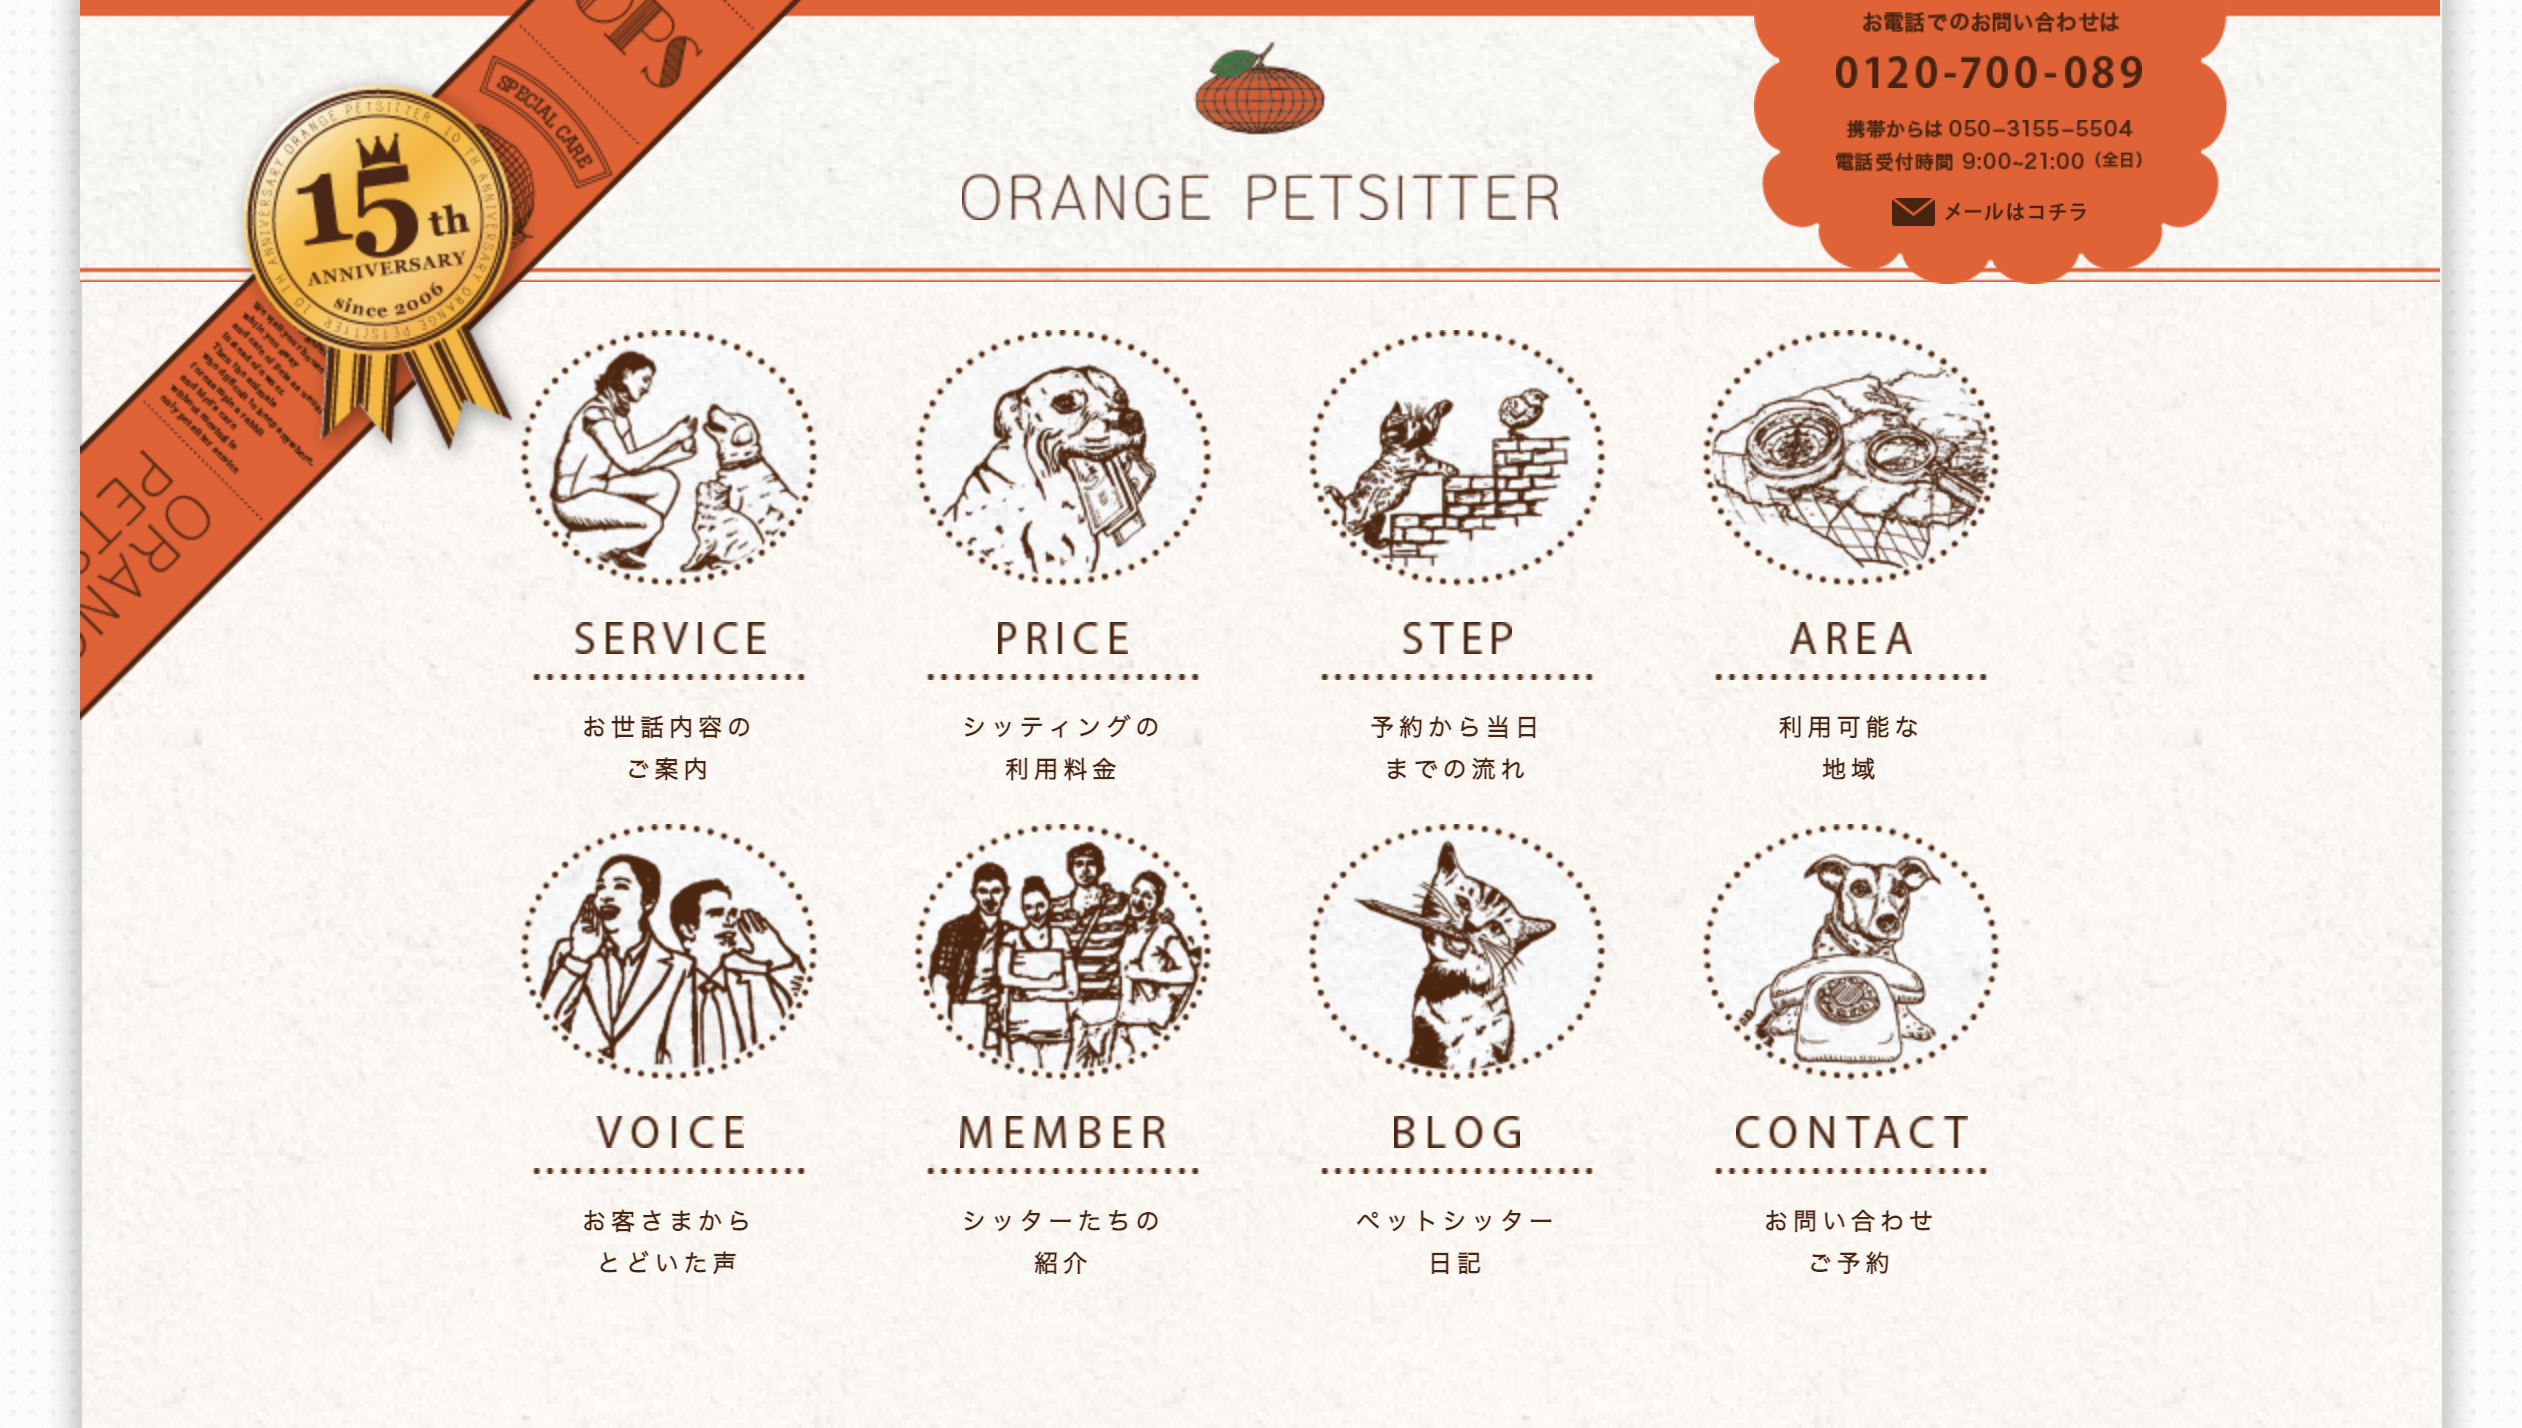 OPS
SPECIAL CARE
ORANGE PETSITTER 10 TH ANNIVERSARY ORANGE PETSITTER 10 TH ANNIVERSARY
15th
ANNIVERSARY
since 2006
ORANG
PETS
ORANGE PETSITTER
お電話でのお問い合わせは
0120-700-089
携帯からは 050-3155-5504
電話受付時間 9:00~21:00（全日）
メールはコチラ
SERVICE
お世話内容の
ご案内
PRICE
シッティングの
利用料金
STEP
予約から当日
までの流れ
AREA
利用可能な
地域
VOICE
お客さまから
とどいた声
MEMBER
シッターたちの
紹介
BLOG
ペットシッター
日記
CONTACT
お問い合わせ
ご予約